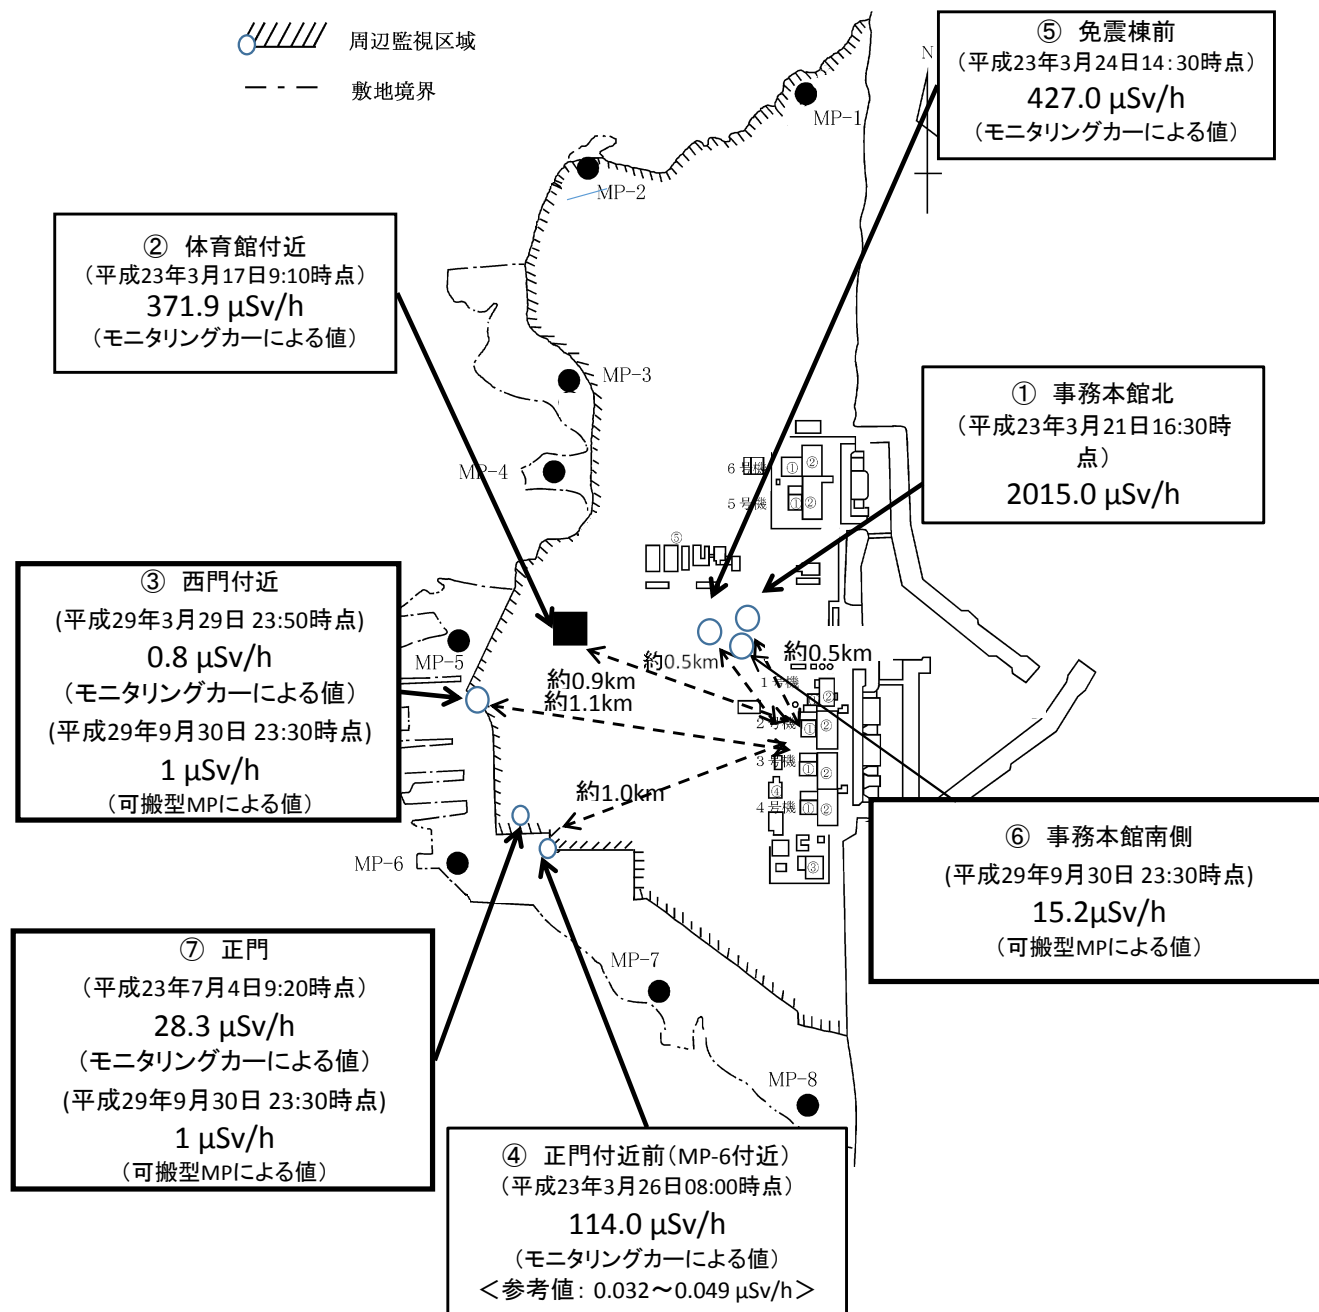 周辺監視区域
敷地境界
⑤ 免震棟前
（平成23年3月24日14：30時点）
427.0 μSv/h
（モニタリングカーによる値）
N
MP-1
MP-2
② 体育館付近
（平成23年3月17日9:10時点）
371.9 μSv/h
（モニタリングカーによる値）
MP-3
① 事務本館北
（平成23年3月21日16:30時
点）
2015.0 μSv/h
MP-4
6号機
①
②
5号機
①
②
⑤
③ 西門付近
(平成29年3月29日 23:50時点)
0.8 μSv/h
（モニタリングカーによる値）
(平成29年9月30日 23:30時点)
1 μSv/h
（可搬型MPによる値）
MP-5
約0.5km
約0.5km
約0.9km
約1.1km
1号機
②
2号機
①
②
3号機
①
②
④
4号機
①
②
③
約1.0km
MP-6
⑥ 事務本館南側
(平成29年9月30日 23:30時点)
15.2μSv/h
（可搬型MPによる値）
⑦ 正門
（平成23年7月4日9:20時点）
28.3 μSv/h
（モニタリングカーによる値）
(平成29年9月30日 23:30時点)
1 μSv/h
（可搬型MPによる値）
MP-7
MP-8
④ 正門付近前（MP-6付近）
（平成23年3月26日08:00時点）
114.0 μSv/h
（モニタリングカーによる値）
＜参考値： 0.032～0.049 μSv/h＞